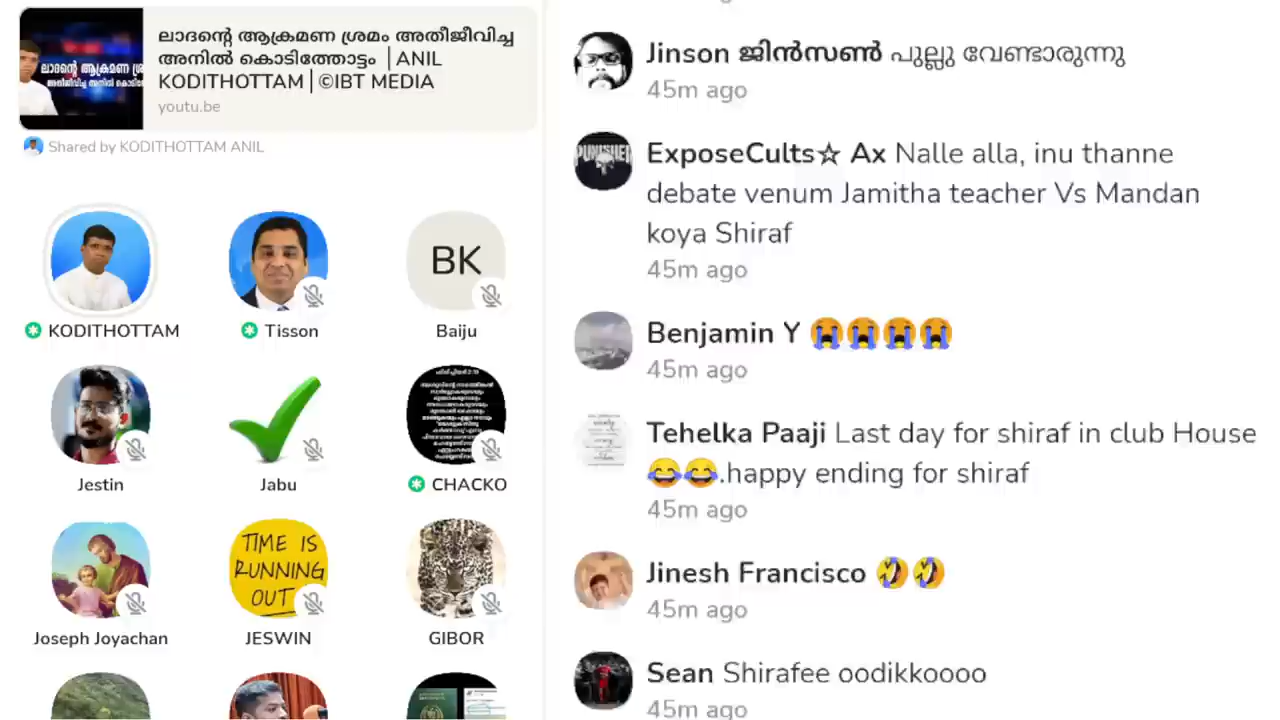 ലാദന്റെ ആക്രമണ ശ്രമം അതീജീവിച്ച
അനിൽ കൊടിത്തോട്ടം |ANIL
KODITHOTTAM|©IBT MEDIA
youtu.be
ലാദന്റെ ആക്രമണ ശ്ര
Shared by KODITHOTTAM ANIL
BK
KODITHOTTAM
Tisson
Baiju
Jestin
Jabu
CHACKO
TIME IS
RUNNING
OUT
Joseph Joyachan
JESWIN
GIBOR
Jinson ജിൻസൺ പുല്ലു വേണ്ടാരുന്നു
45m ago
PUNISHER
ExposeCults☆ Ax Nalle alla, inu thanne
debate venum Jamitha teacher Vs Mandan
koya Shiraf
45m ago
Benjamin Y 😭😭😭😭
45m ago
Tehelka Paaji Last day for shiraf in club House
😂😂.happy ending for shiraf
45m ago
Jinesh Francisco 🤣🤣
45m ago
Sean Shirafee oodikkoooo
45m ago